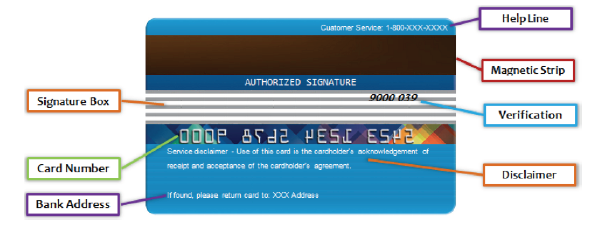 Customer Service: 1-800-XXX-XXXX
Help Line
Magnetic Strip
AUTHORIZED SIGNATURE
Signature Box
9000 039
Verification
Card Number
Service disclaimer - Use of this card is the cardholder's acknowledgement of
receipt and acceptance of the cardholder's agreement.
Disclaimer
Bank Address
If found, please return card to: XXX Address